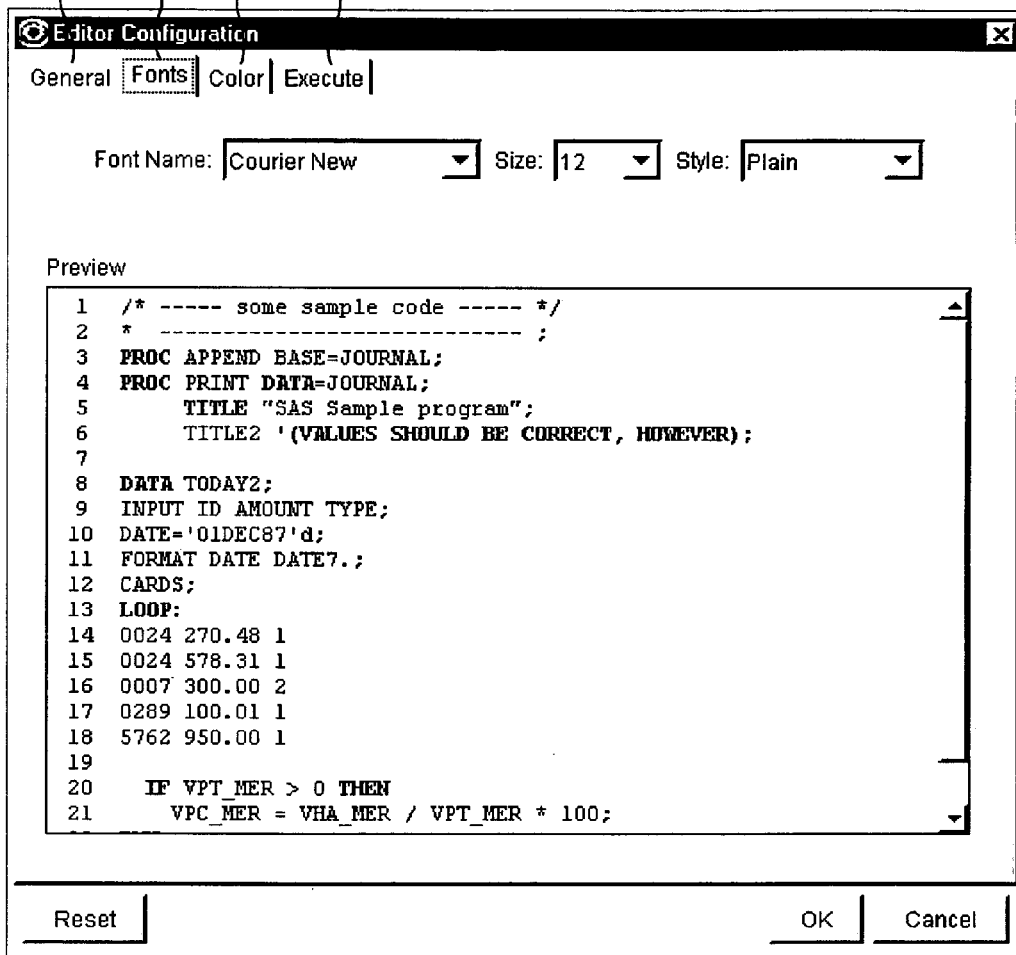 Editor Configuration
General Fonts Color Execute
Font Name: Courier New Size: 12 Style: Plain
Preview
1 /* ----- some sample code ----- */
2 * ---------------------------- ;
3 PROC APPEND BASE=JOURNAL;
4 PROC PRINT DATA=JOURNAL;
5 TITLE "SAS Sample program";
6 TITLE2 '(VALUES SHOULD BE CORRECT, HOWEVER);
7
8 DATA TODAY2;
9 INPUT ID AMOUNT TYPE;
10 DATE='01DEC87'd;
11 FORMAT DATE DATE7.;
12 CARDS;
13 LOOP:
14 0024 270.48 1
15 0024 578.31 1
16 0007 300.00 2
17 0289 100.01 1
18 5762 950.00 1
19
20 IF VPT_MER > 0 THEN
21 VPC_MER = VHA_MER / VPT_MER * 100;
Reset OK Cancel